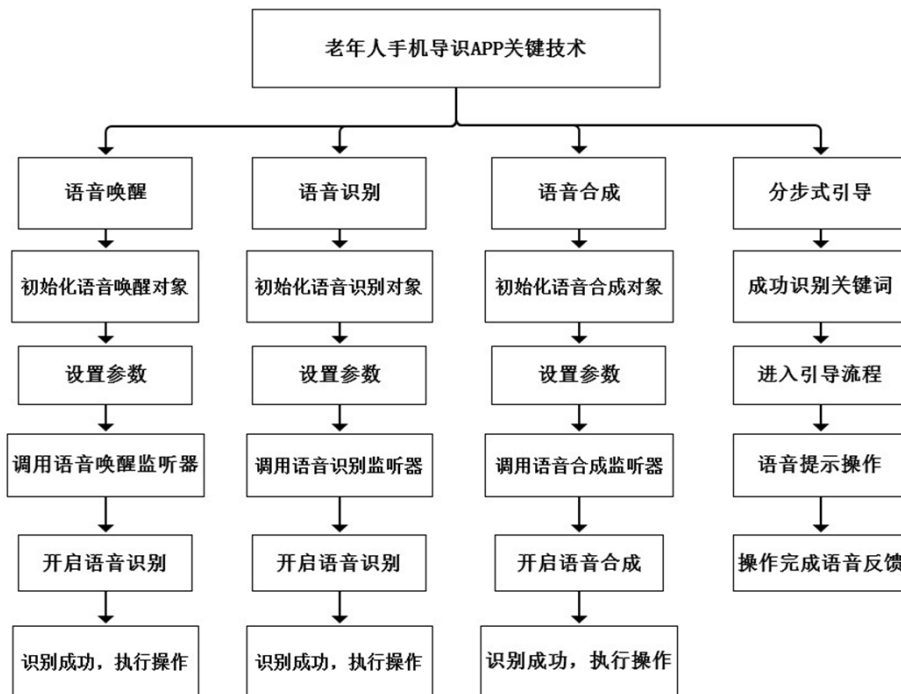 老年人手机导识APP关键技术
语音唤醒
语音识别
语音合成
分步式引导
初始化语音唤醒对象
初始化语音识别对象
初始化语音合成对象
成功识别关键词
设置参数
设置参数
设置参数
进入引导流程
调用语音唤醒监听器
调用语音识别监听器
调用语音合成监听器
语音提示操作
开启语音识别
开启语音识别
开启语音合成
操作完成语音反馈
识别成功，执行操作
识别成功，执行操作
识别成功，执行操作